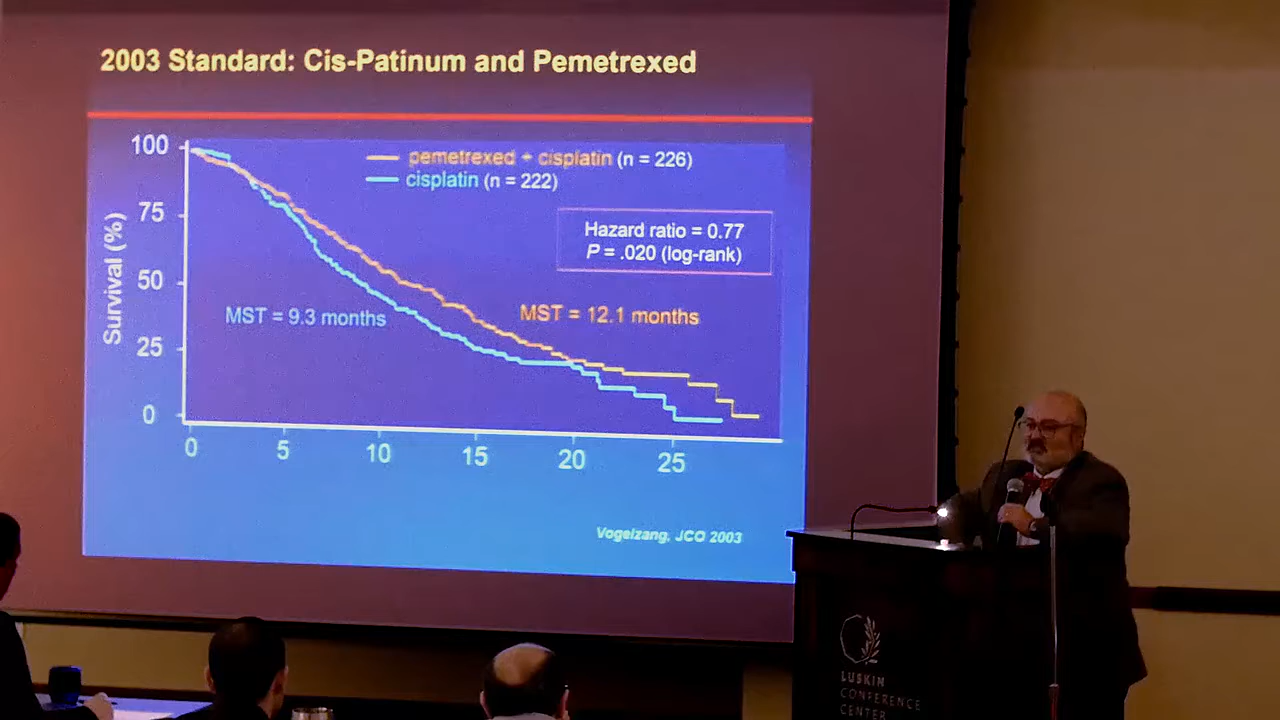 2003 Standard: Cis-Patinum and Pemetrexed
pemetrexed + cisplatin (n = 226)
cisplatin (n = 222)
Hazard ratio = 0.77
P = .020 (log-rank)
MST = 9.3 months
MST = 12.1 months
Survival (%)
100
75
50
25
0
0 5 10 15 20 25
Vogelzang, JCO 2003
LUSKIN
CONFERENCE
CENTER